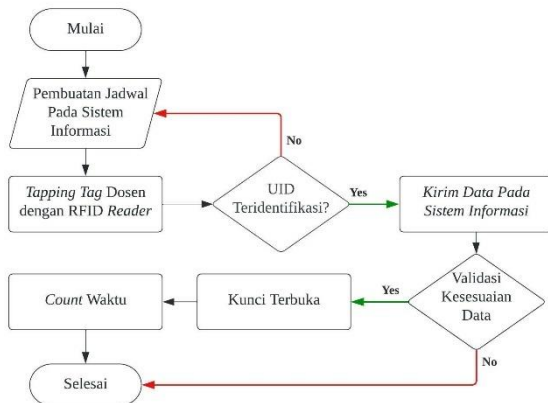 Mulai
Pembuatan Jadwal
Pada Sistem
Informasi
No
Tapping Tag Dosen
dengan RFID Reader
UID
Teridentifikasi?
Yes
Kirim Data Pada
Sistem Informasi
Validasi
Kesesuaian
Data
Yes
Kunci Terbuka
Count Waktu
No
Selesai